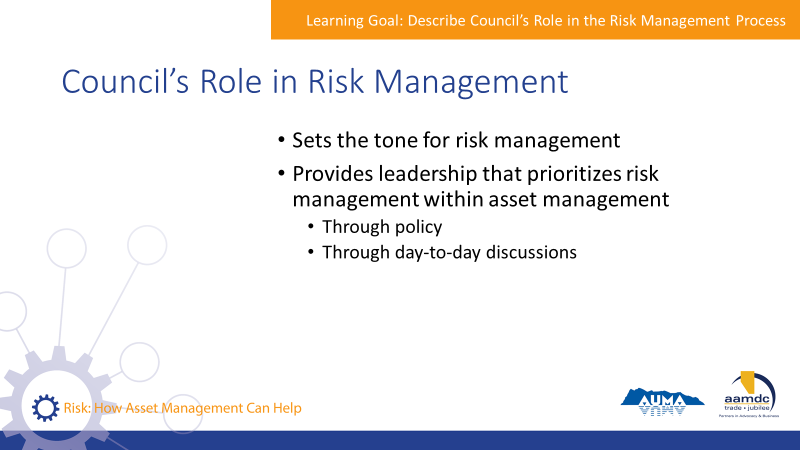 Learning Goal: Describe Council's Role in the Risk Management Process
Council's Role in Risk Management
• Sets the tone for risk management
• Provides leadership that prioritizes risk
management within asset management
• Through policy
• Through day-to-day discussions
Risk: How Asset Management Can Help
AUMA
aamdc
trade • jubilee
Partners in Advocacy & Business